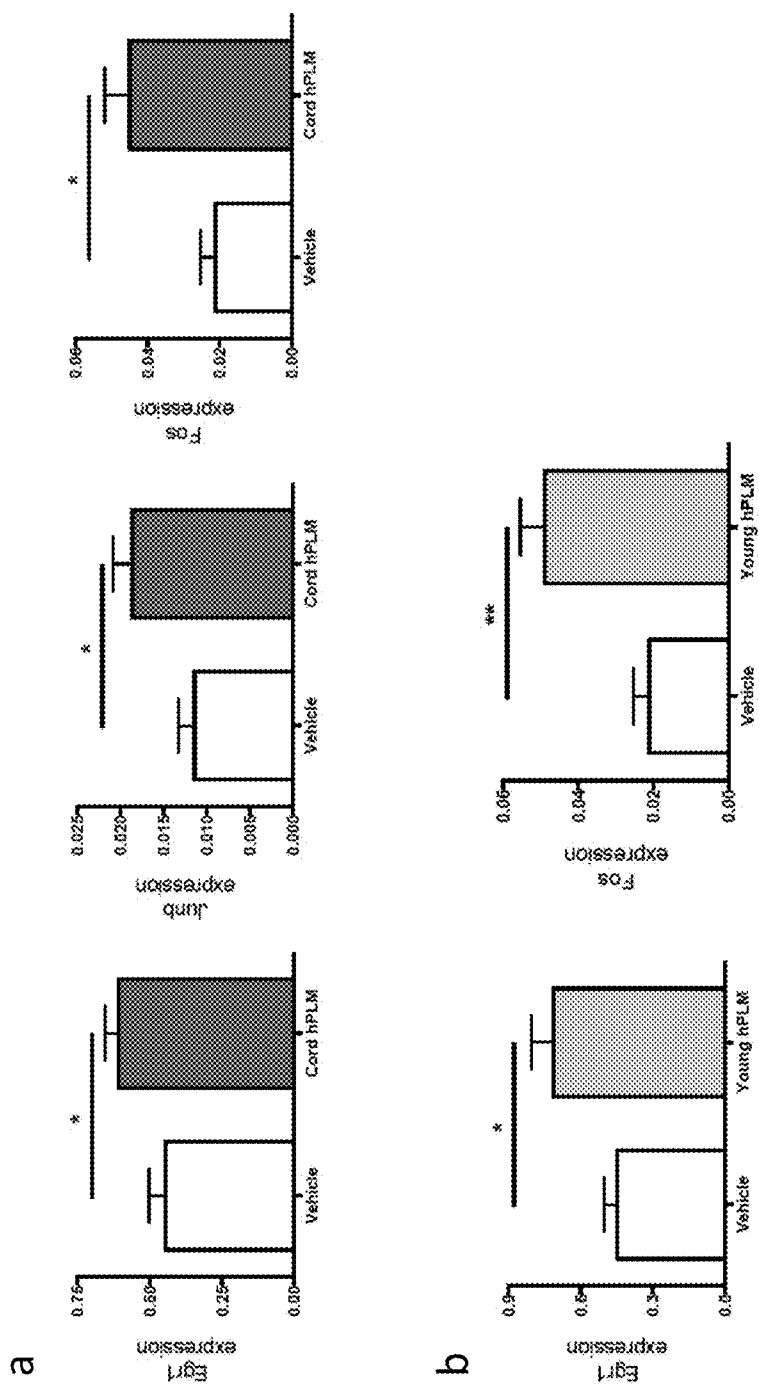 a
Egr1
expression
0.75
0.50
0.25
0.00
Vehicle
Cord hPLM
*
Junb
expression
0.025
0.020
0.015
0.010
0.005
0.000
Vehicle
Cord hPLM
*
Fos
expression
0.06
0.04
0.02
0.00
Vehicle
Cord hPLM
*
b
Egr1
expression
0.9
0.6
0.3
0.0
Vehicle
Young hPLM
*
Fos
expression
0.06
0.04
0.02
0.00
Vehicle
Young hPLM
**